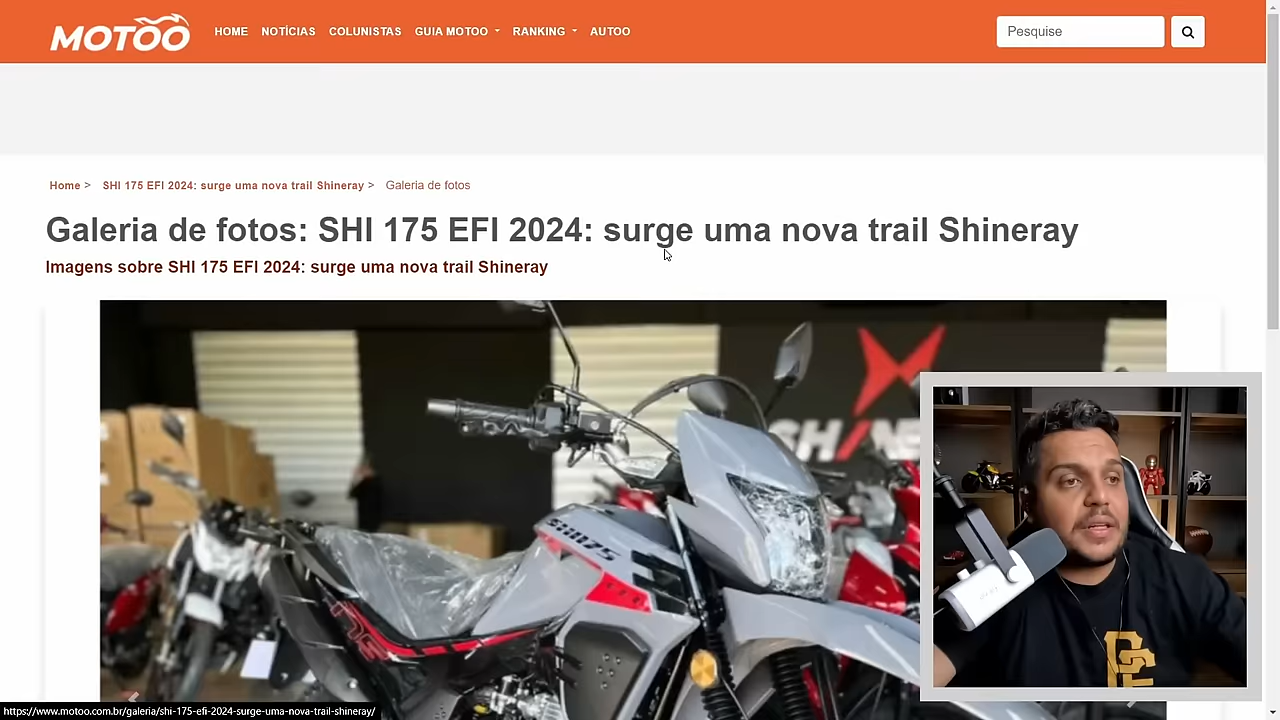 MOTOO
HOME NOTÍCIAS COLUNISTAS GUIA MOTOO RANKING AUTOO
Pesquise
Home > SHI 175 EFI 2024: surge uma nova trail Shineray > Galeria de fotos
Galeria de fotos: SHI 175 EFI 2024: surge uma nova trail Shineray
Imagens sobre SHI 175 EFI 2024: surge uma nova trail Shineray
SHINE
SHI175
https://www.motoo.com.br/galeria/shi-175-efi-2024-surge-uma-nova-trail-shineray/